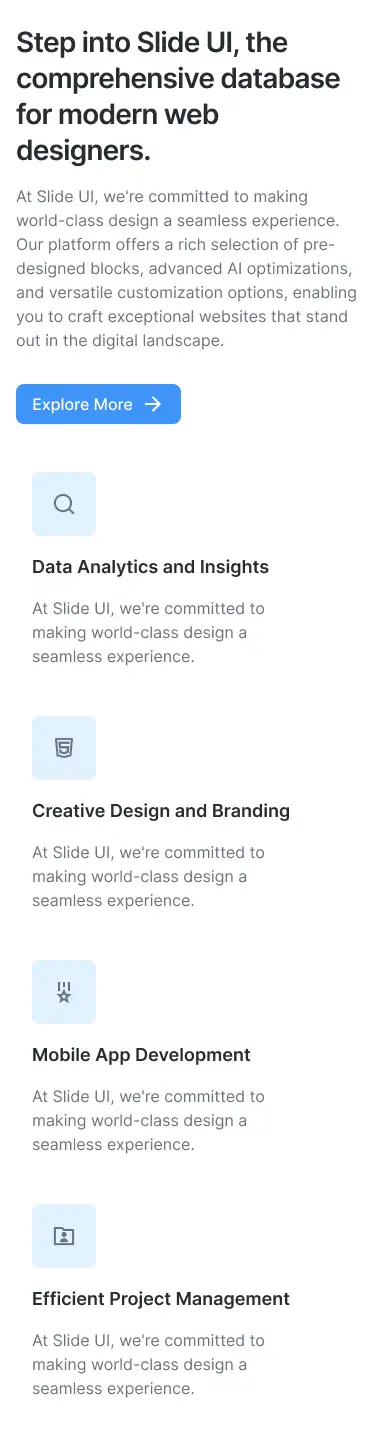 Step into Slide UI, the
comprehensive database
for modern web
designers.
At Slide UI, we're committed to making
world-class design a seamless experience.
Our platform offers a rich selection of pre-
designed blocks, advanced AI optimizations,
and versatile customization options, enabling
you to craft exceptional websites that stand
out in the digital landscape.
Explore More
Data Analytics and Insights
At Slide UI, we're committed to
making world-class design a
seamless experience.
Creative Design and Branding
At Slide UI, we're committed to
making world-class design a
seamless experience.
Mobile App Development
At Slide UI, we're committed to
making world-class design a
seamless experience.
Efficient Project Management
At Slide UI, we're committed to
making world-class design a
seamless experience.